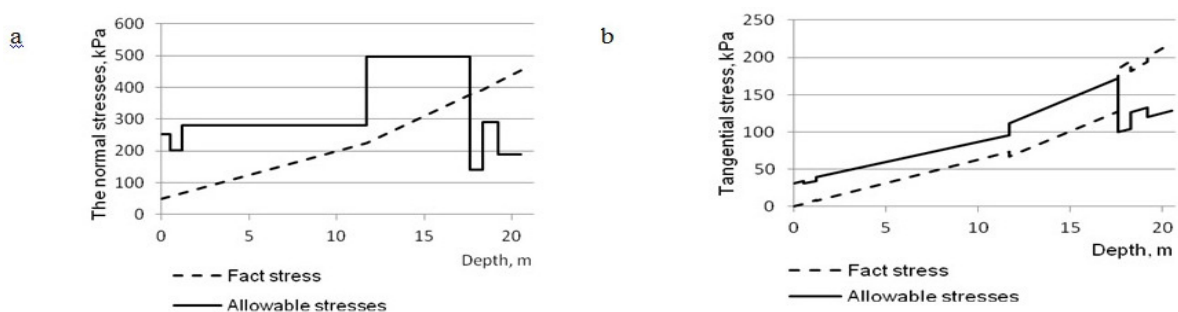 a
The normal stresses, kPa
600
500
400
300
200
100
0
0 5 10 15 20
Depth, m
Fact stress
Allowable stresses
b
Tangential stress, kPa
250
200
150
100
50
0
0 5 10 15 20
Depth, m
Fact stress
Allowable stresses